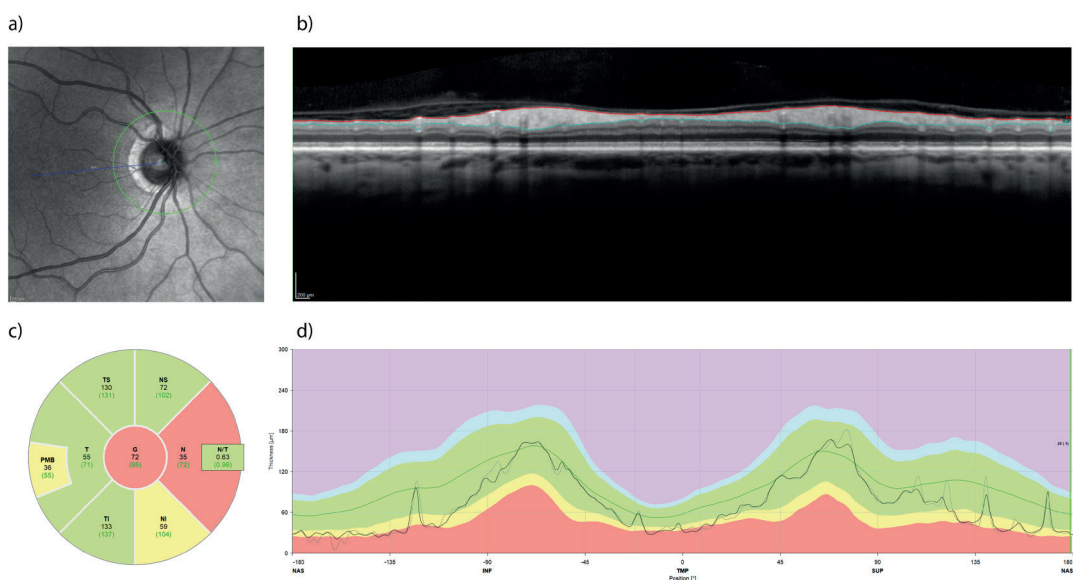 a)
b)
200 µm
c)
d)
TS
130
(131)
NS
72
(102)
T
55
(71)
G
72
(98)
N
35
(72)
N/T
0.63
(0.98)
PMB
36
(55)
TI
133
(137)
NI
59
(104)
Thickness [µm]
300
240
180
120
60
0
-180
-135
-90
-45
0
45
90
135
180
NAS
INF
TMP
SUP
NAS
Position [°]